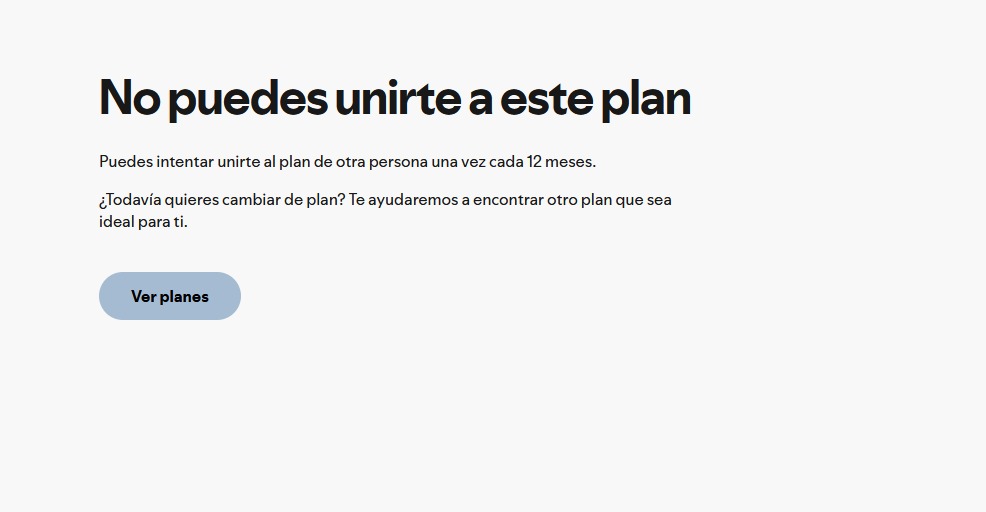 No puedes unirte a este plan
Puedes intentar unirte al plan de otra persona una vez cada 12 meses.
¿Todavía quieres cambiar de plan? Te ayudaremos a encontrar otro plan que sea
ideal para ti.
Ver planes